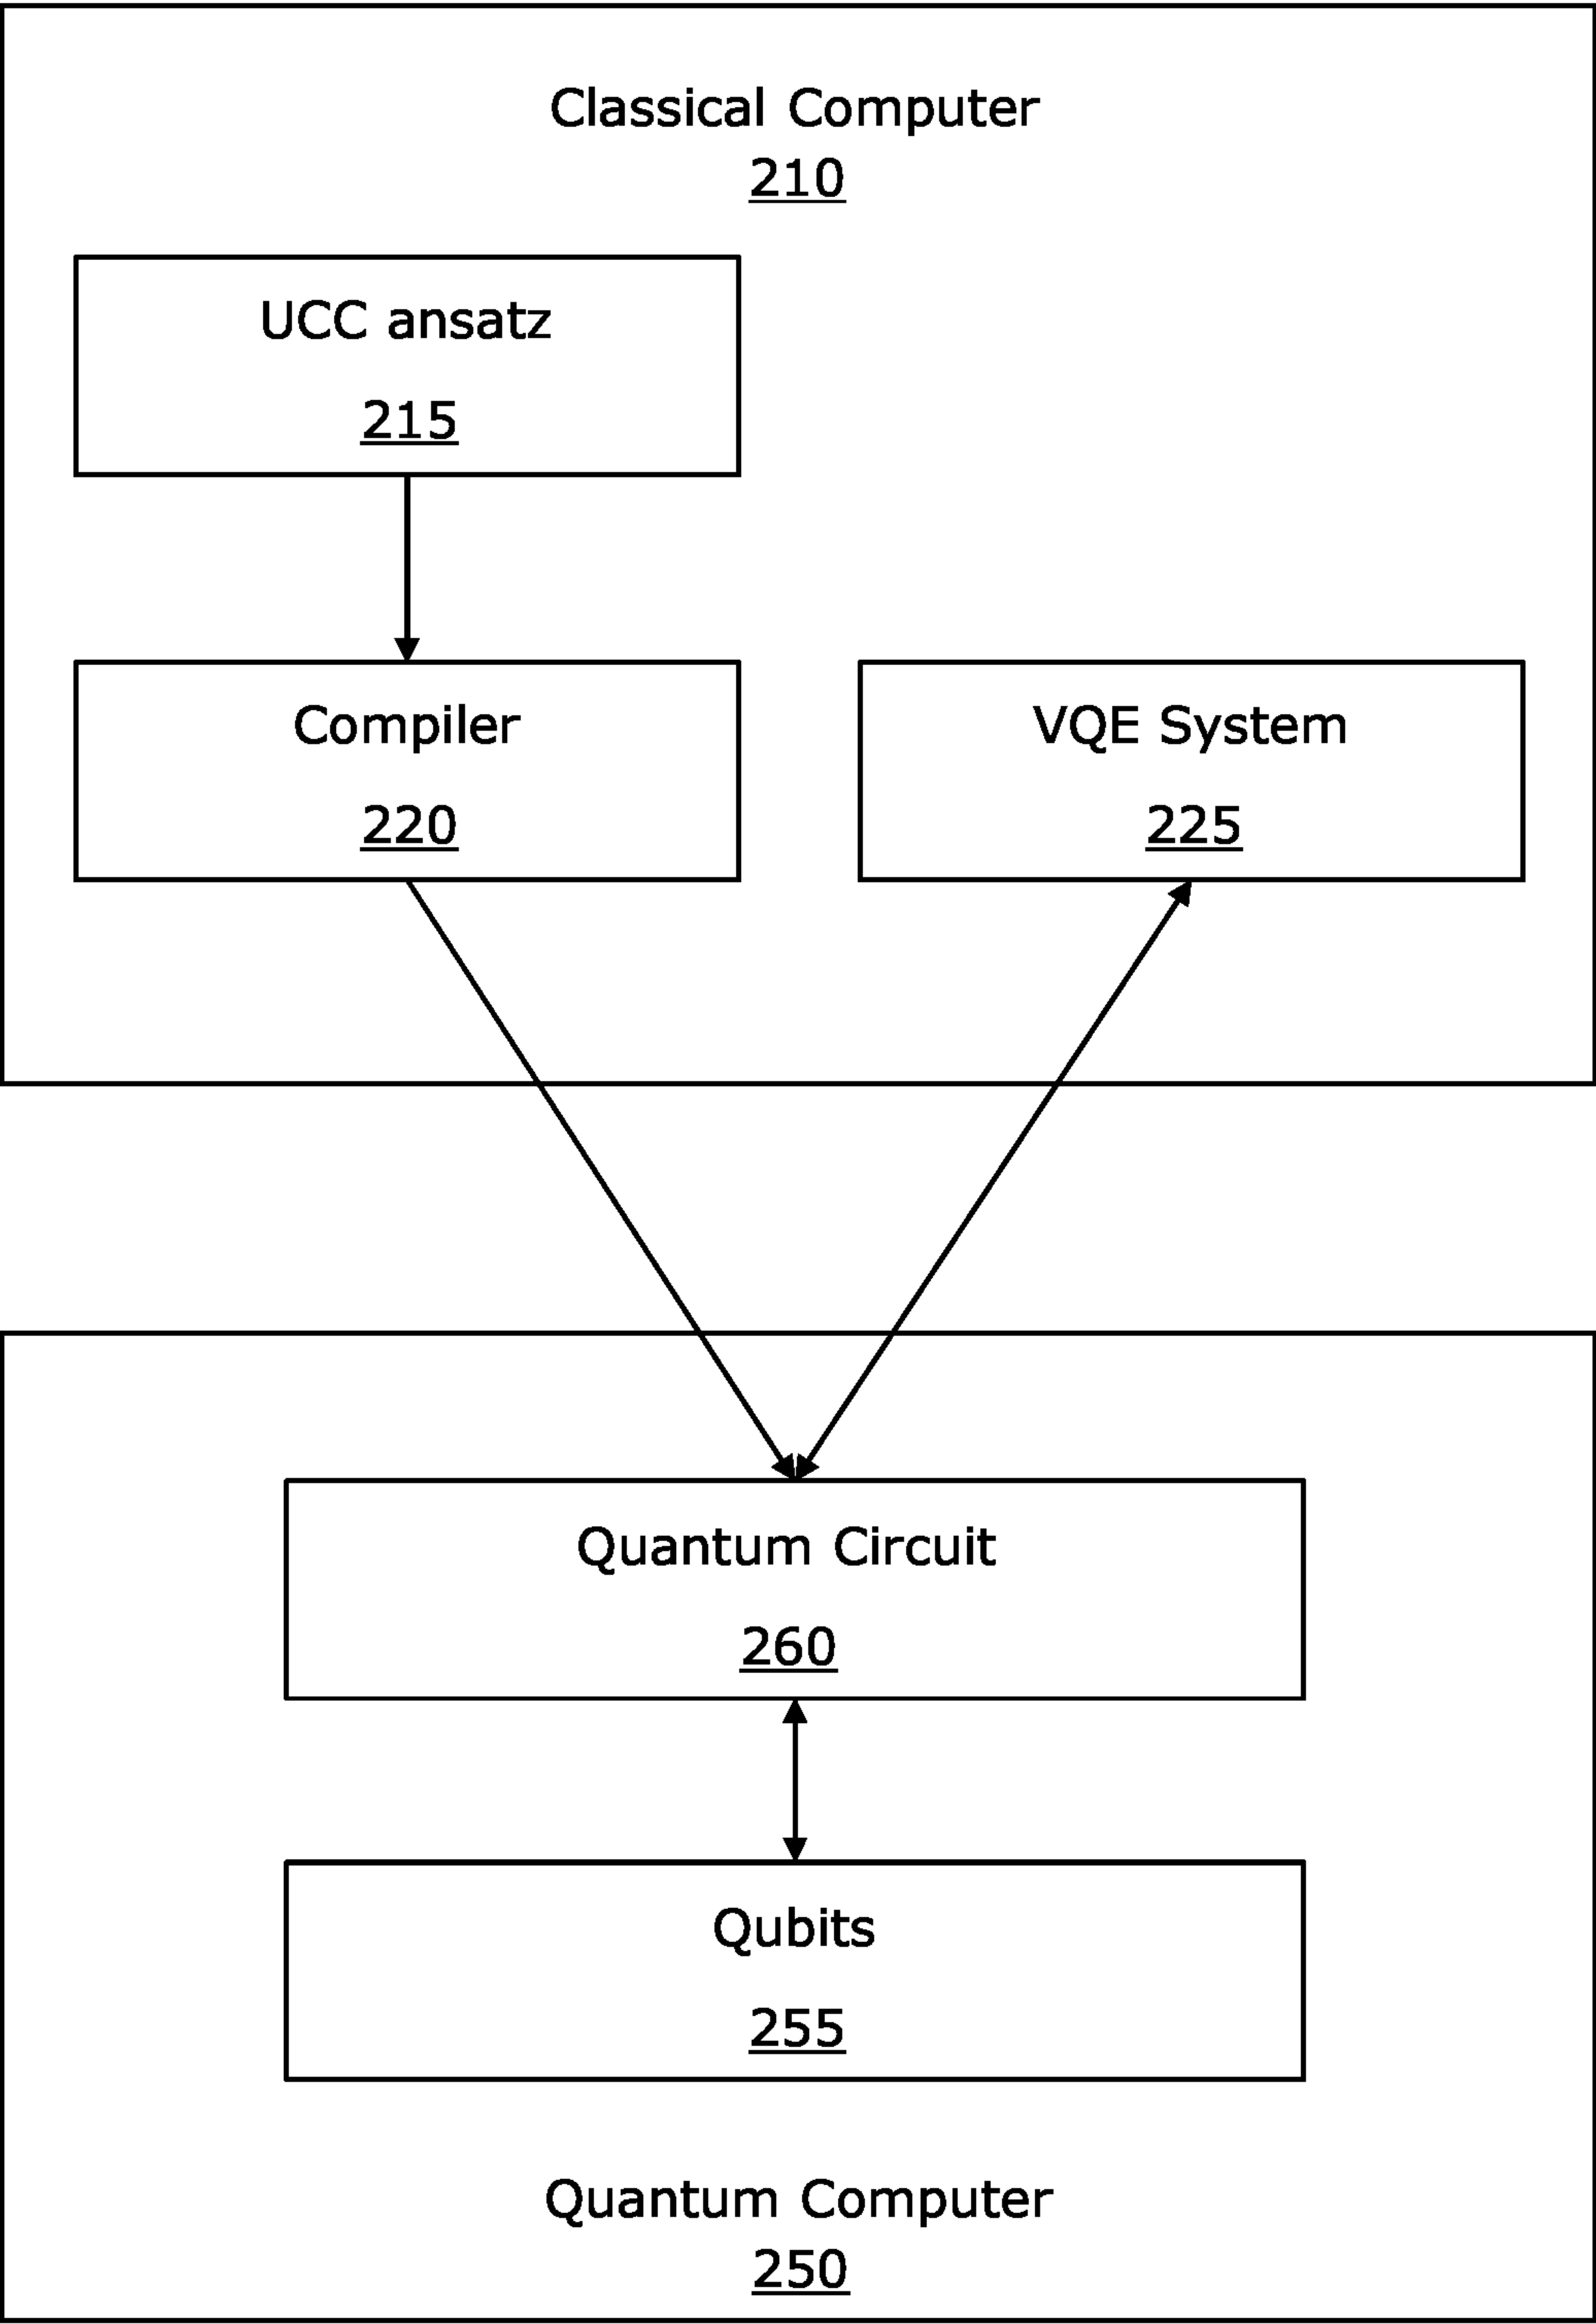 Classical Computer
210
UCC ansatz
215
Compiler
220
VQE System
225
Quantum Circuit
260
Qubits
255
Quantum Computer
250